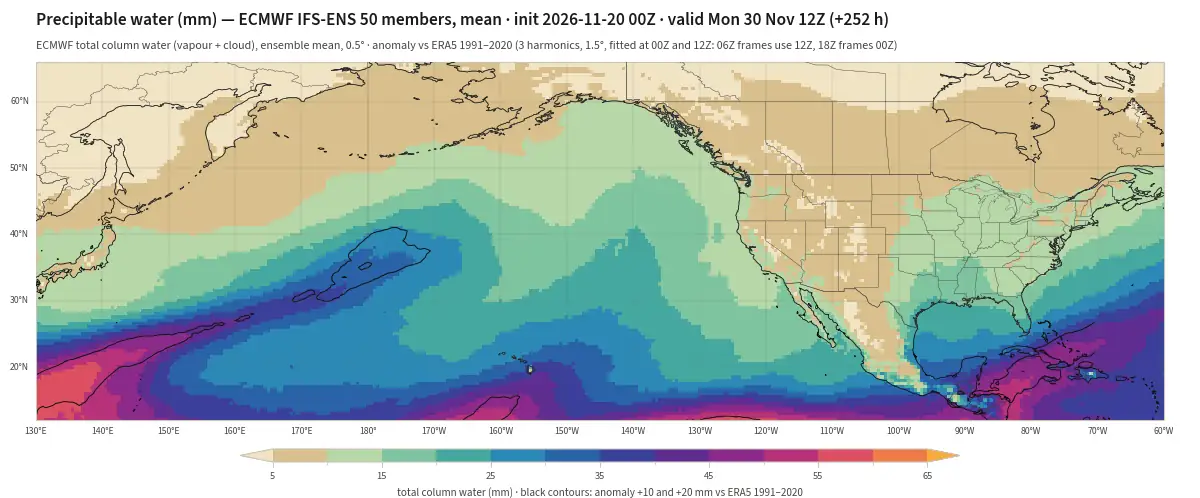 Precipitable water (mm) — ECMWF IFS-ENS 50 members, mean · init 2026-11-20 00Z · valid Mon 30 Nov 12Z (+252 h)
ECMWF total column water (vapour + cloud), ensemble mean, 0.5° · anomaly vs ERA5 1991–2020 (3 harmonics, 1.5°, fitted at 00Z and 12Z: 06Z frames use 12Z, 18Z frames 00Z)
60°N
50°N
40°N
30°N
20°N
130°E 140°E 150°E 160°E 170°E 180° 170°W 160°W 150°W 140°W 130°W 120°W 110°W 100°W 90°W 80°W 70°W 60°W
5 15 25 35 45 55 65
total column water (mm) · black contours: anomaly +10 and +20 mm vs ERA5 1991–2020